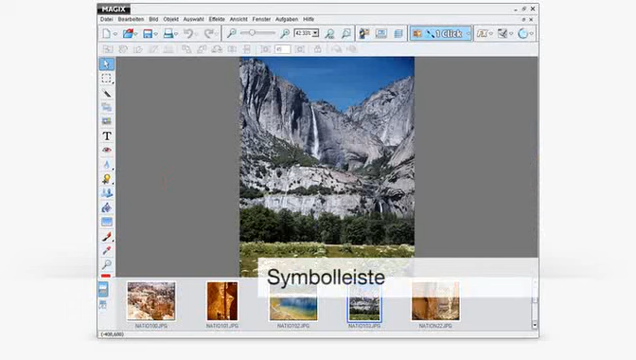 MAGIX
Datei Bearbeiten Bild Objekt Auswahl Effekte Ansicht Fenster Aufgaben Hilfe
1 Click
T
Symbolleiste
NATIO100.JPG NATIO101.JPG NATIO102.JPG NATIO103.JPG NATION22.JPG